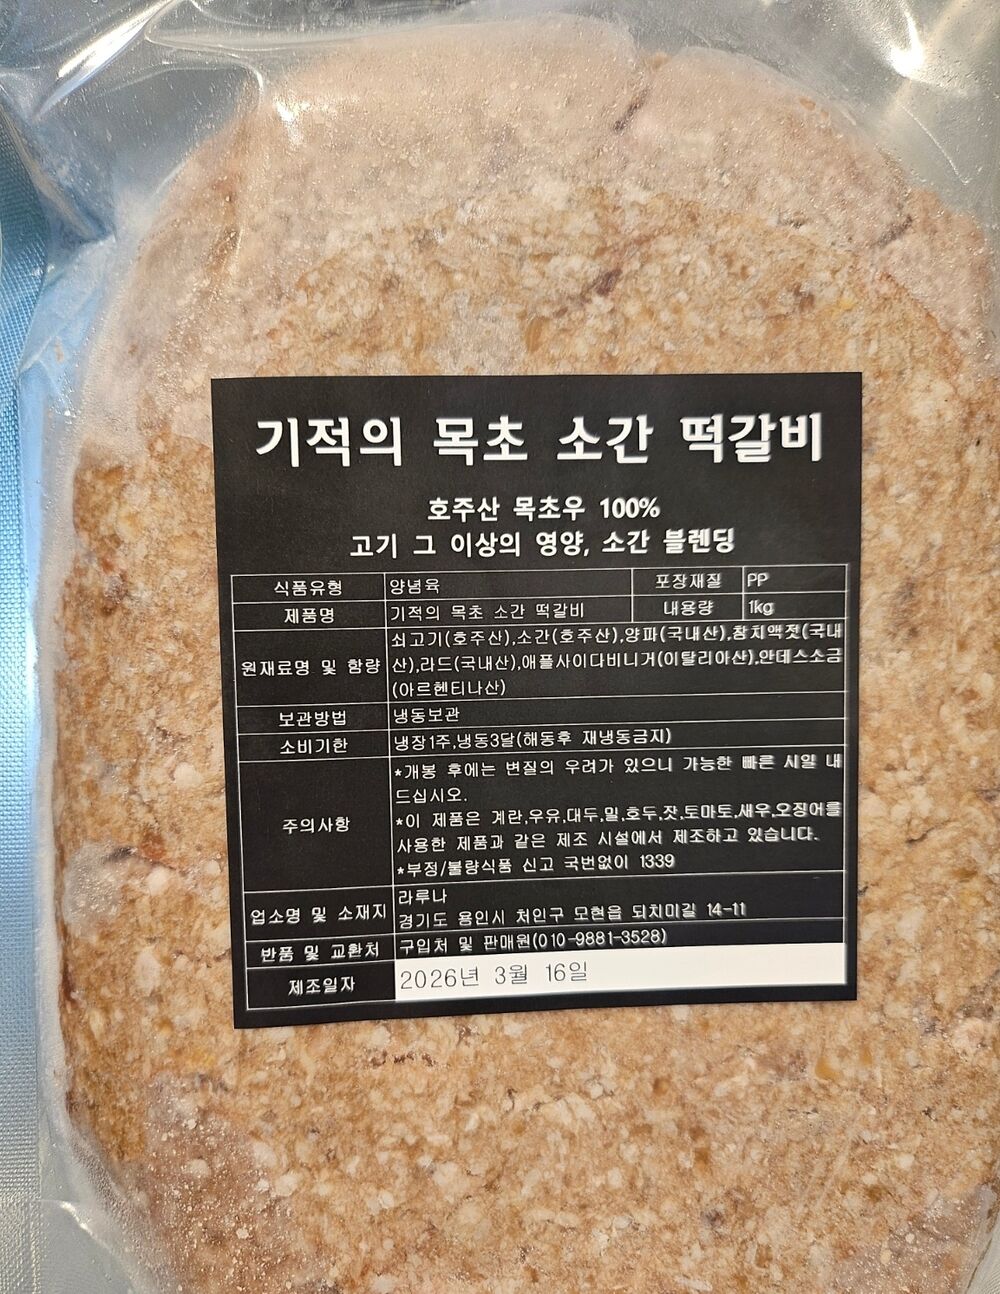 기적의 목초 소간 떡갈비
호주산 목초우 100%
고기 그 이상의 영양, 소간 블렌딩
식품유형 양념육 포장재질 PP
제품명 기적의 목초 소간 떡갈비 내용량 1kg
원재료명 및 함량 쇠고기(호주산),소간(호주산),양파(국내산),참치액젓(국내
산),라드(국내산),애플사이다비니거(이탈리아산),안데스소금
(아르헨티나산)
보관방법 냉동보관
소비기한 냉장1주,냉동3달(해동후 재냉동금지)
주의사항 *개봉 후에는 변질의 우려가 있으니 가능한 빠른 시일 내
드십시오.
*이 제품은 계란,우유,대두,밀,호두,잣,토마토,새우,오징어를
사용한 제품과 같은 제조 시설에서 제조하고 있습니다.
*부정/불량식품 신고 국번없이 1339
업소명 및 소재지 라루나
경기도 용인시 처인구 모현읍 되치미길 14-11
반품 및 교환처 구입처 및 판매원(010-9881-3528)
제조일자 2026년 3월 16일